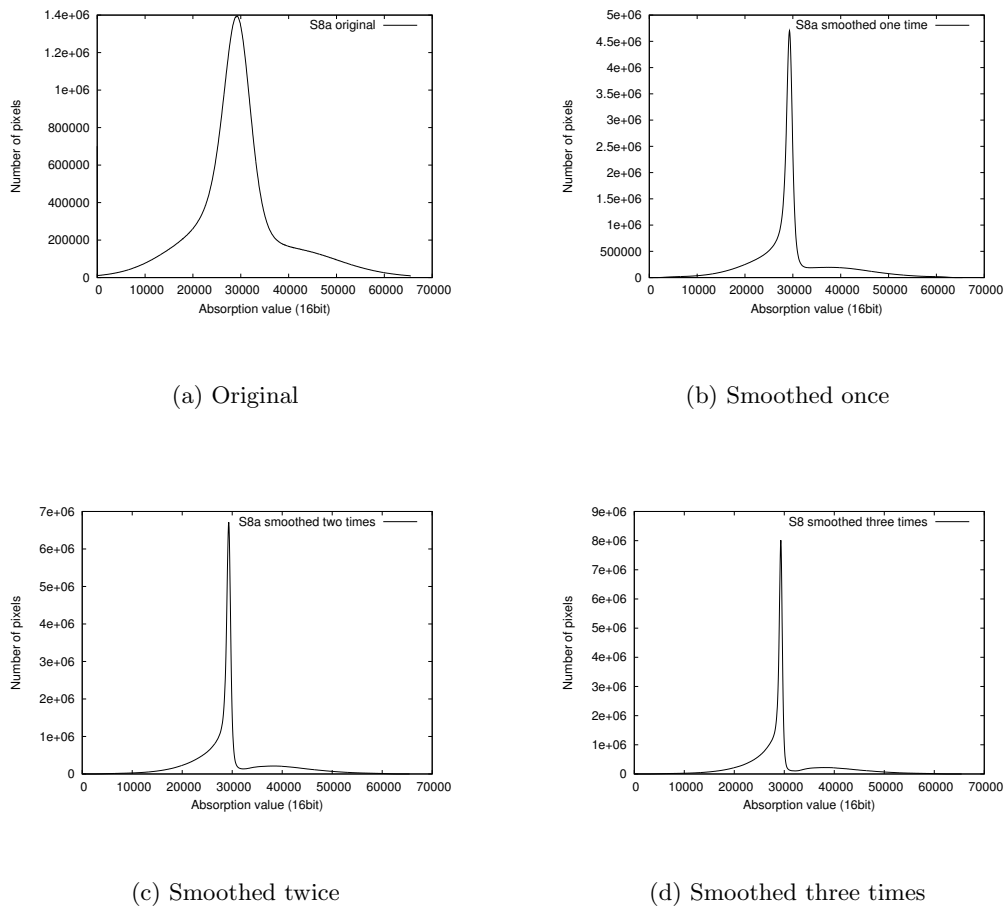 S8a original
1.4e+06
1.2e+06
1e+06
800000
600000
400000
200000
0
Number of pixels
0 10000 20000 30000 40000 50000 60000 70000
Absorption value (16bit)
(a) Original
S8a smoothed one time
5e+06
4.5e+06
4e+06
3.5e+06
3e+06
2.5e+06
2e+06
1.5e+06
1e+06
500000
0
Number of pixels
0 10000 20000 30000 40000 50000 60000 70000
Absorption value (16bit)
(b) Smoothed once
S8a smoothed two times
7e+06
6e+06
5e+06
4e+06
3e+06
2e+06
1e+06
0
Number of pixels
0 10000 20000 30000 40000 50000 60000 70000
Absorption value (16bit)
(c) Smoothed twice
S8 smoothed three times
9e+06
8e+06
7e+06
6e+06
5e+06
4e+06
3e+06
2e+06
1e+06
0
Number of pixels
0 10000 20000 30000 40000 50000 60000 70000
Absorption value (16bit)
(d) Smoothed three times